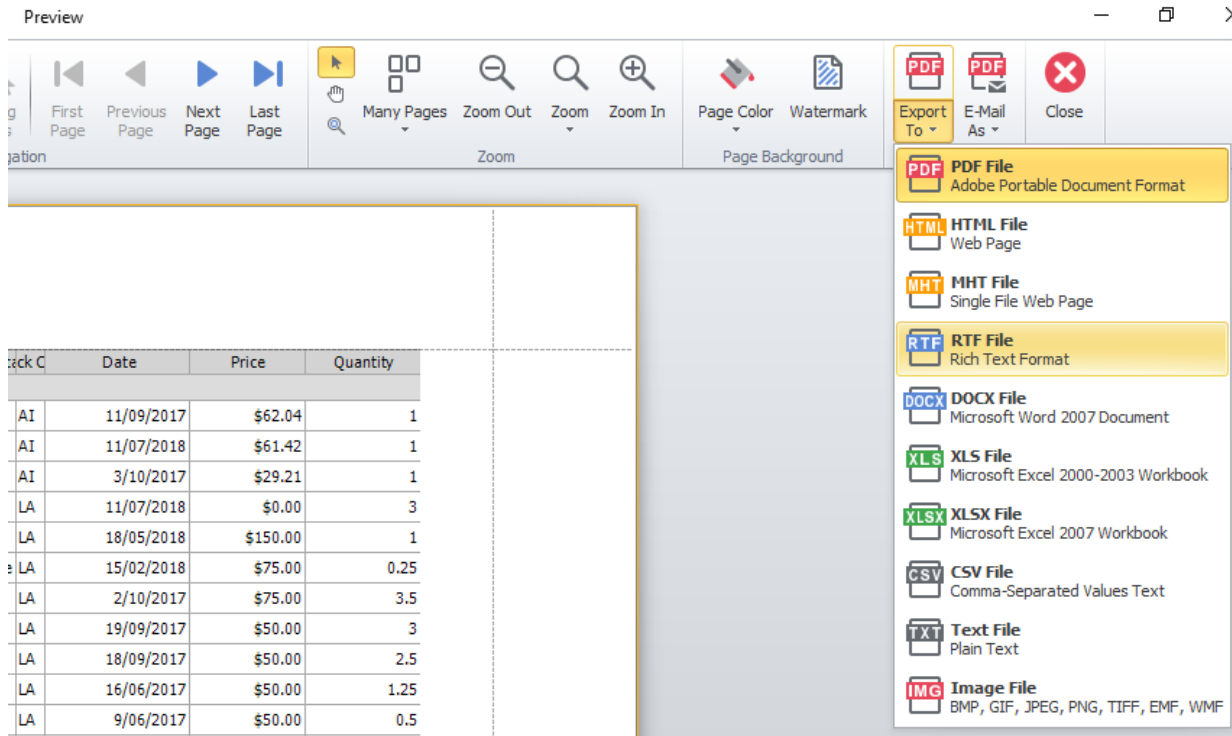 Preview
First Page
Previous Page
Next Page
Last Page
Many Pages
Zoom Out
Zoom
Zoom In
Page Color
Watermark
PDF
Export To
PDF
E-Mail As
Close
Zoom
Page Background
PDF
PDF File
Adobe Portable Document Format
HTML
HTML File
Web Page
MHT
MHT File
Single File Web Page
RTF
RTF File
Rich Text Format
DOCX
DOCX File
Microsoft Word 2007 Document
XLS
XLS File
Microsoft Excel 2000-2003 Workbook
XLSX
XLSX File
Microsoft Excel 2007 Workbook
CSV
CSV File
Comma-Separated Values Text
TXT
Text File
Plain Text
IMG
Image File
BMP, GIF, JPEG, PNG, TIFF, EMF, WMF
Date Price Quantity
AI 11/09/2017 $62.04 1
AI 11/07/2018 $61.42 1
AI 3/10/2017 $29.21 1
LA 11/07/2018 $0.00 3
LA 18/05/2018 $150.00 1
LA 15/02/2018 $75.00 0.25
LA 2/10/2017 $75.00 3.5
LA 19/09/2017 $50.00 3
LA 18/09/2017 $50.00 2.5
LA 16/06/2017 $50.00 1.25
LA 9/06/2017 $50.00 0.5